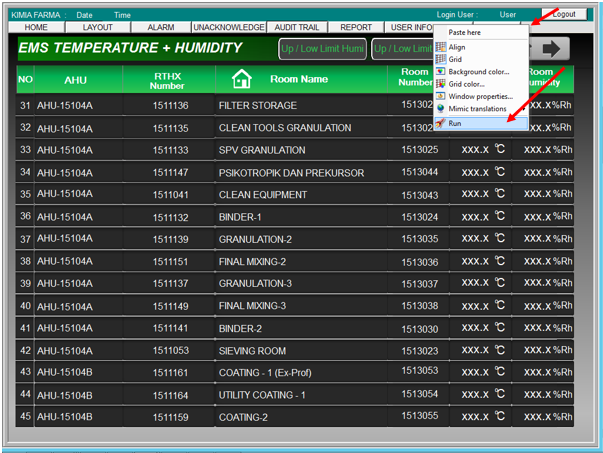 KIMIA FARMA : Date Time Login User : User Logout
HOME LAYOUT ALARM UNACKNOWLEDGE AUDIT TRAIL REPORT USER INFO
EMS TEMPERATURE + HUMIDITY Up / Low Limit Humi Up / Low Limit
Paste here
Align
Grid
Background color...
Grid color...
Window properties...
Mimic translations
Run
NO AHU RTHX Number Room Name Room Number
31 AHU-15104A 1511136 FILTER STORAGE XXX.X %Rh
32 AHU-15104A 1511135 CLEAN TOOLS GRANULATION XXX.X %Rh
33 AHU-15104A 1511133 SPV GRANULATION 1513025 XXX.X °C XXX.X %Rh
34 AHU-15104A 1511147 PSIKOTROPIK DAN PREKURSOR 1513044 XXX.X °C XXX.X %Rh
35 AHU-15104A 1511041 CLEAN EQUIPMENT 1513043 XXX.X °C XXX.X %Rh
36 AHU-15104A 1511132 BINDER-1 1513024 XXX.X °C XXX.X %Rh
37 AHU-15104A 1511139 GRANULATION-2 1513035 XXX.X °C XXX.X %Rh
38 AHU-15104A 1511151 FINAL MIXING-2 1513036 XXX.X °C XXX.X %Rh
39 AHU-15104A 1511137 GRANULATION-3 1513037 XXX.X °C XXX.X %Rh
40 AHU-15104A 1511149 FINAL MIXING-3 1513038 XXX.X °C XXX.X %Rh
41 AHU-15104A 1511141 BINDER-2 1513030 XXX.X °C XXX.X %Rh
42 AHU-15104A 1511053 SIEVING ROOM 1513023 XXX.X °C XXX.X %Rh
43 AHU-15104B 1511161 COATING - 1 (Ex-Prof) 1513053 XXX.X °C XXX.X %Rh
44 AHU-15104B 1511164 UTILITY COATING - 1 1513054 XXX.X °C XXX.X %Rh
45 AHU-15104B 1511159 COATING-2 1513055 XXX.X °C XXX.X %Rh